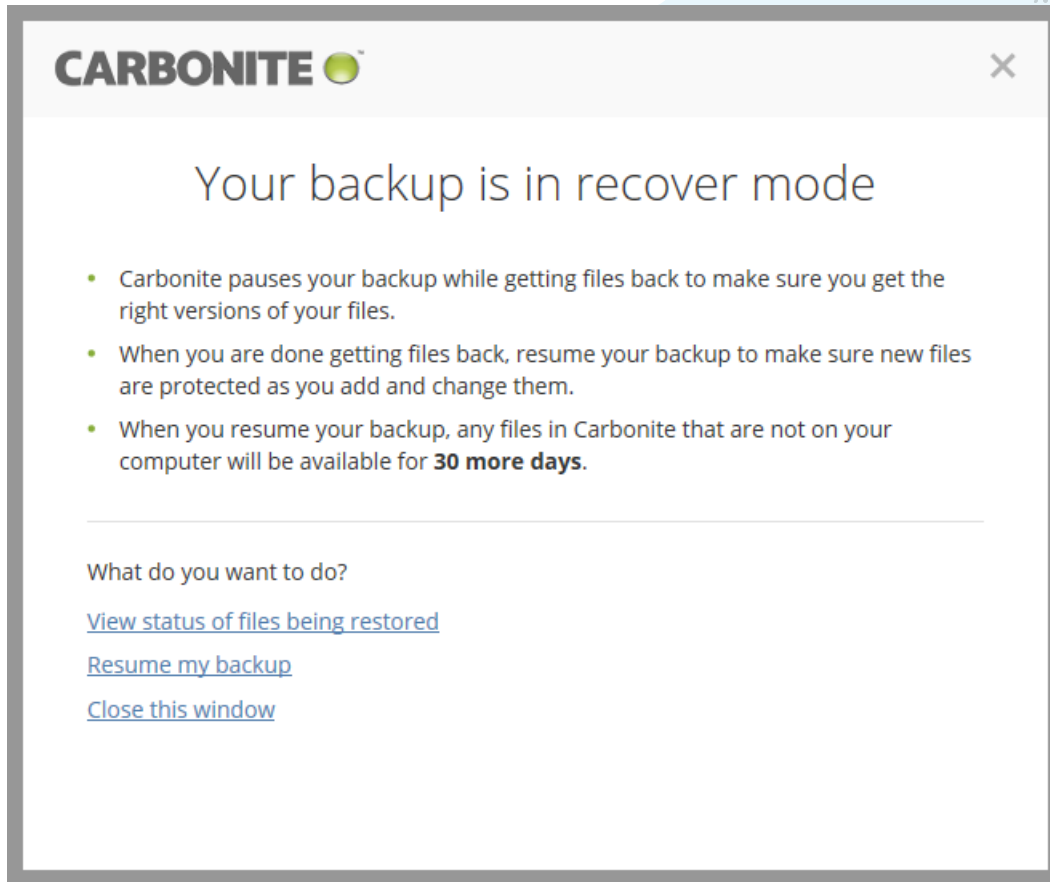 CARBONITE ™
Your backup is in recover mode
• Carbonite pauses your backup while getting files back to make sure you get the
right versions of your files.
• When you are done getting files back, resume your backup to make sure new files
are protected as you add and change them.
• When you resume your backup, any files in Carbonite that are not on your
computer will be available for 30 more days.
What do you want to do?
View status of files being restored
Resume my backup
Close this window